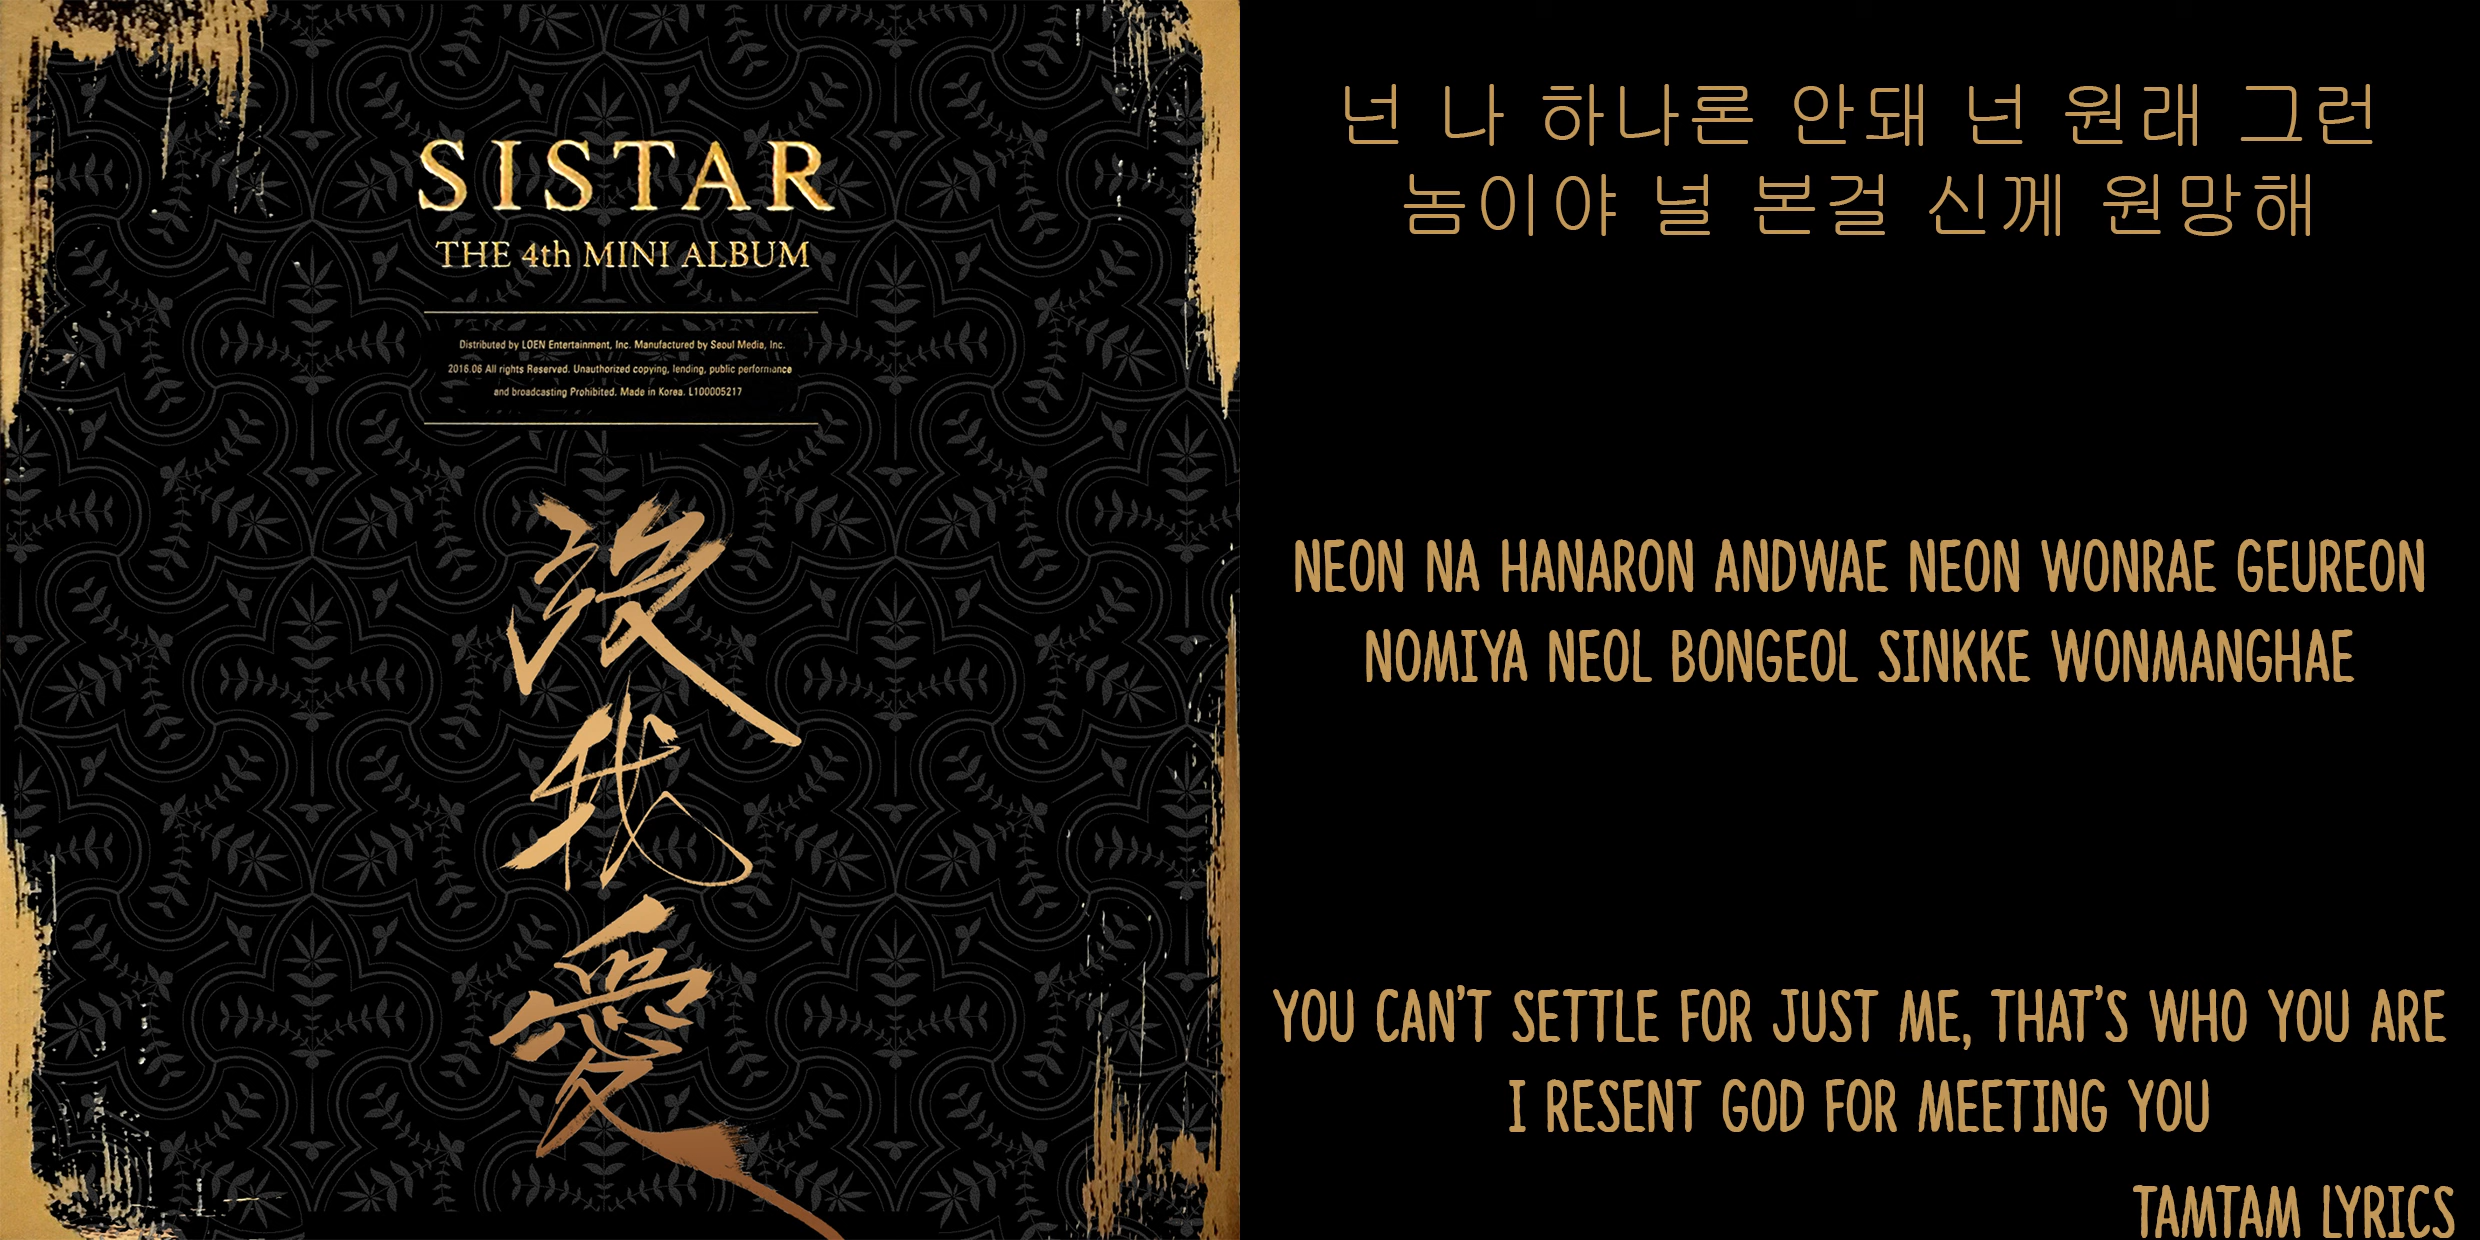 SISTAR
THE 4th MINI ALBUM
Distributed by LOEN Entertainment, Inc. Manufactured by Seoul Media, Inc.
2016.06 All rights Reserved. Unauthorized copying, lending, public performance
and broadcasting Prohibited. Made in Korea. L100005217
沒
我
愛
넌 나 하나론 안돼 넌 원래 그런
놈이야 널 본걸 신께 원망해
NEON NA HANARON ANDWAE NEON WONRAE GEUREON
NOMIYA NEOL BONGEOL SINKKE WONMANGHAE
YOU CAN'T SETTLE FOR JUST ME, THAT'S WHO YOU ARE
I RESENT GOD FOR MEETING YOU
TAMTAM LYRICS